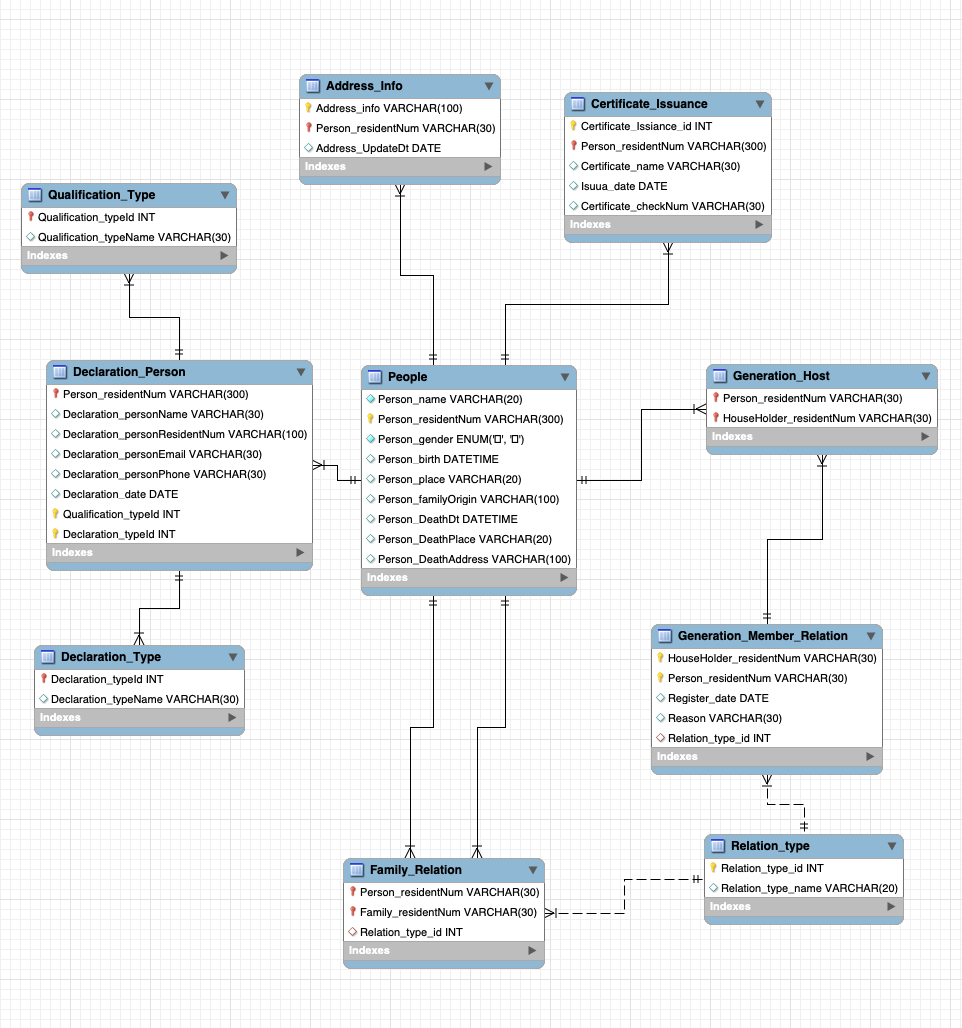 Address_Info
Address_info VARCHAR(100)
Person_residentNum VARCHAR(30)
Address_UpdateDt DATE
Indexes
Certificate_Issuance
Certificate_Issiance_id INT
Person_residentNum VARCHAR(300)
Certificate_name VARCHAR(30)
Isuua_date DATE
Certificate_checkNum VARCHAR(30)
Indexes
Qualification_Type
Qualification_typeId INT
Qualification_typeName VARCHAR(30)
Indexes
Declaration_Person
Person_residentNum VARCHAR(300)
Declaration_personName VARCHAR(30)
Declaration_personResidentNum VARCHAR(100)
Declaration_personEmail VARCHAR(30)
Declaration_personPhone VARCHAR(30)
Declaration_date DATE
Qualification_typeId INT
Declaration_typeId INT
Indexes
People
Person_name VARCHAR(20)
Person_residentNum VARCHAR(300)
Person_gender ENUM('□', '□')
Person_birth DATETIME
Person_place VARCHAR(20)
Person_familyOrigin VARCHAR(100)
Person_DeathDt DATETIME
Person_DeathPlace VARCHAR(20)
Person_DeathAddress VARCHAR(100)
Indexes
Generation_Host
Person_residentNum VARCHAR(30)
HouseHolder_residentNum VARCHAR(30)
Indexes
Declaration_Type
Declaration_typeId INT
Declaration_typeName VARCHAR(30)
Indexes
Generation_Member_Relation
HouseHolder_residentNum VARCHAR(30)
Person_residentNum VARCHAR(30)
Register_date DATE
Reason VARCHAR(30)
Relation_type_id INT
Indexes
Family_Relation
Person_residentNum VARCHAR(30)
Family_residentNum VARCHAR(30)
Relation_type_id INT
Indexes
Relation_type
Relation_type_id INT
Relation_type_name VARCHAR(20)
Indexes